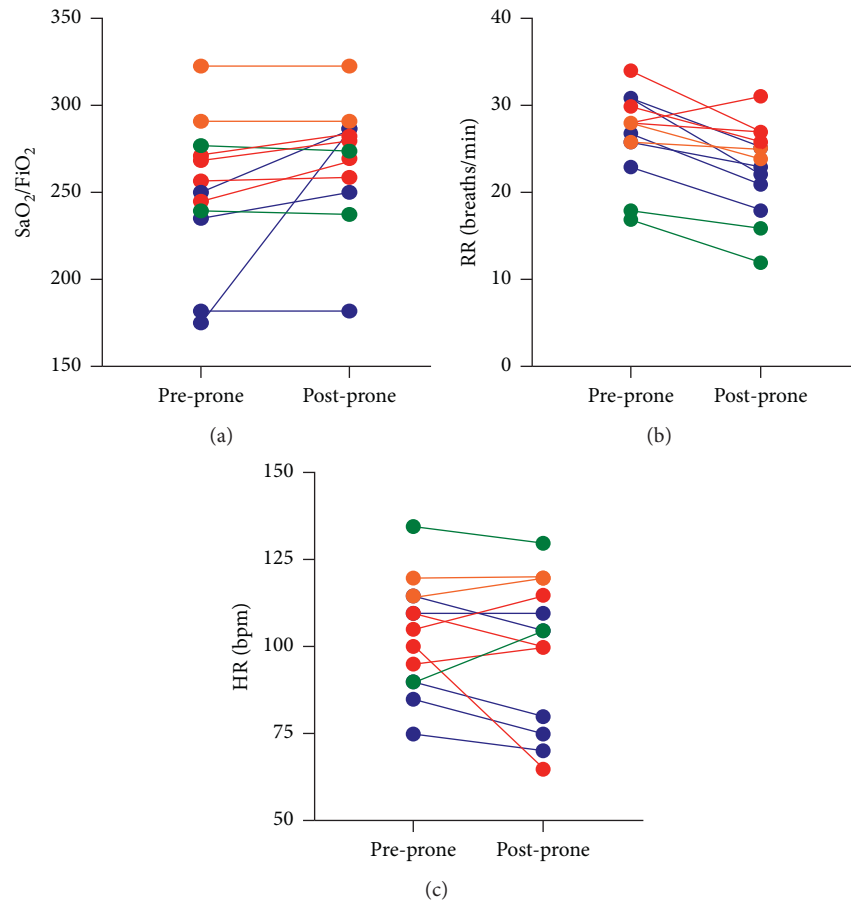 350
300
250
200
150
SaO₂/FiO₂
Pre-prone
Post-prone
(a)
40
30
20
10
0
RR (breaths/min)
Pre-prone
Post-prone
(b)
150
125
100
75
50
HR (bpm)
Pre-prone
Post-prone
(c)